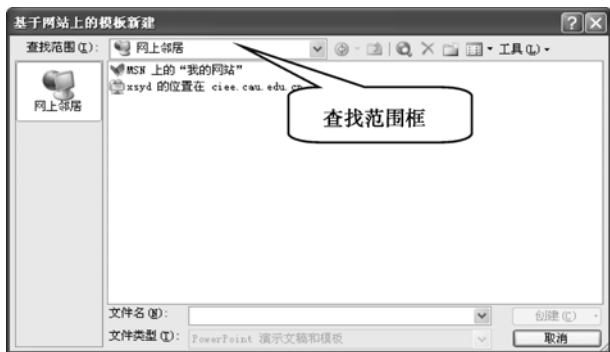 基于网站上的模板新建
查找范围(I): 网上邻居 工具(L)
MSN 上的“我的网站”
xsyd 的位置在 ciee.cau.edu.cn
网上邻居
查找范围框
文件名(N): 创建(C)
文件类型(T): PowerPoint 演示文稿和模板 取消